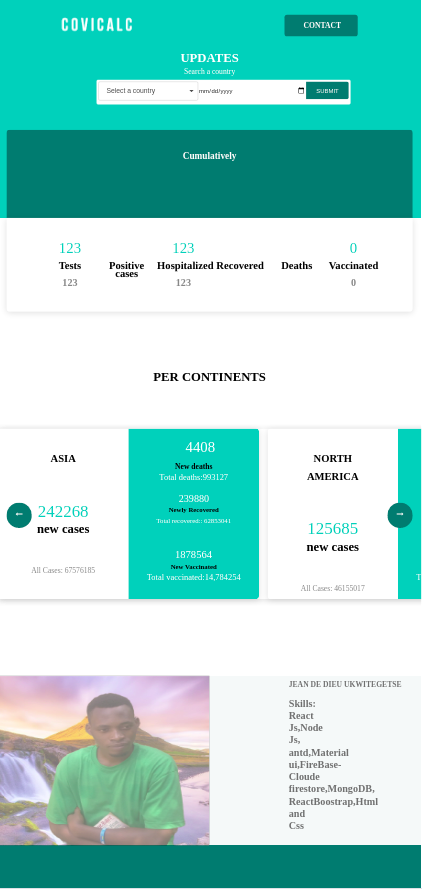 COVICALC
CONTACT
UPDATES
Search a country
Select a country
mm/dd/yyyy
SUBMIT
Cumulatively
123
123
0
Tests
Positive cases
Hospitalized
Recovered
Deaths
Vaccinated
123
123
0
PER CONTINENTS
ASIA
242268
new cases
All Cases: 67576185
4408
New deaths
Total deaths:993127
239880
Newly Recovered
Total recovered:: 62853041
1878564
New Vaccinated
Total vaccinated:14,784254
NORTH
AMERICA
125685
new cases
All Cases: 46155017
T
JEAN DE DIEU UKWITEGETSE
Skills:
React
Js,Node
Js,
antd,Material
ui,FireBase-
Cloude
firestore,MongoDB,
ReactBoostrap,Html
and
Css